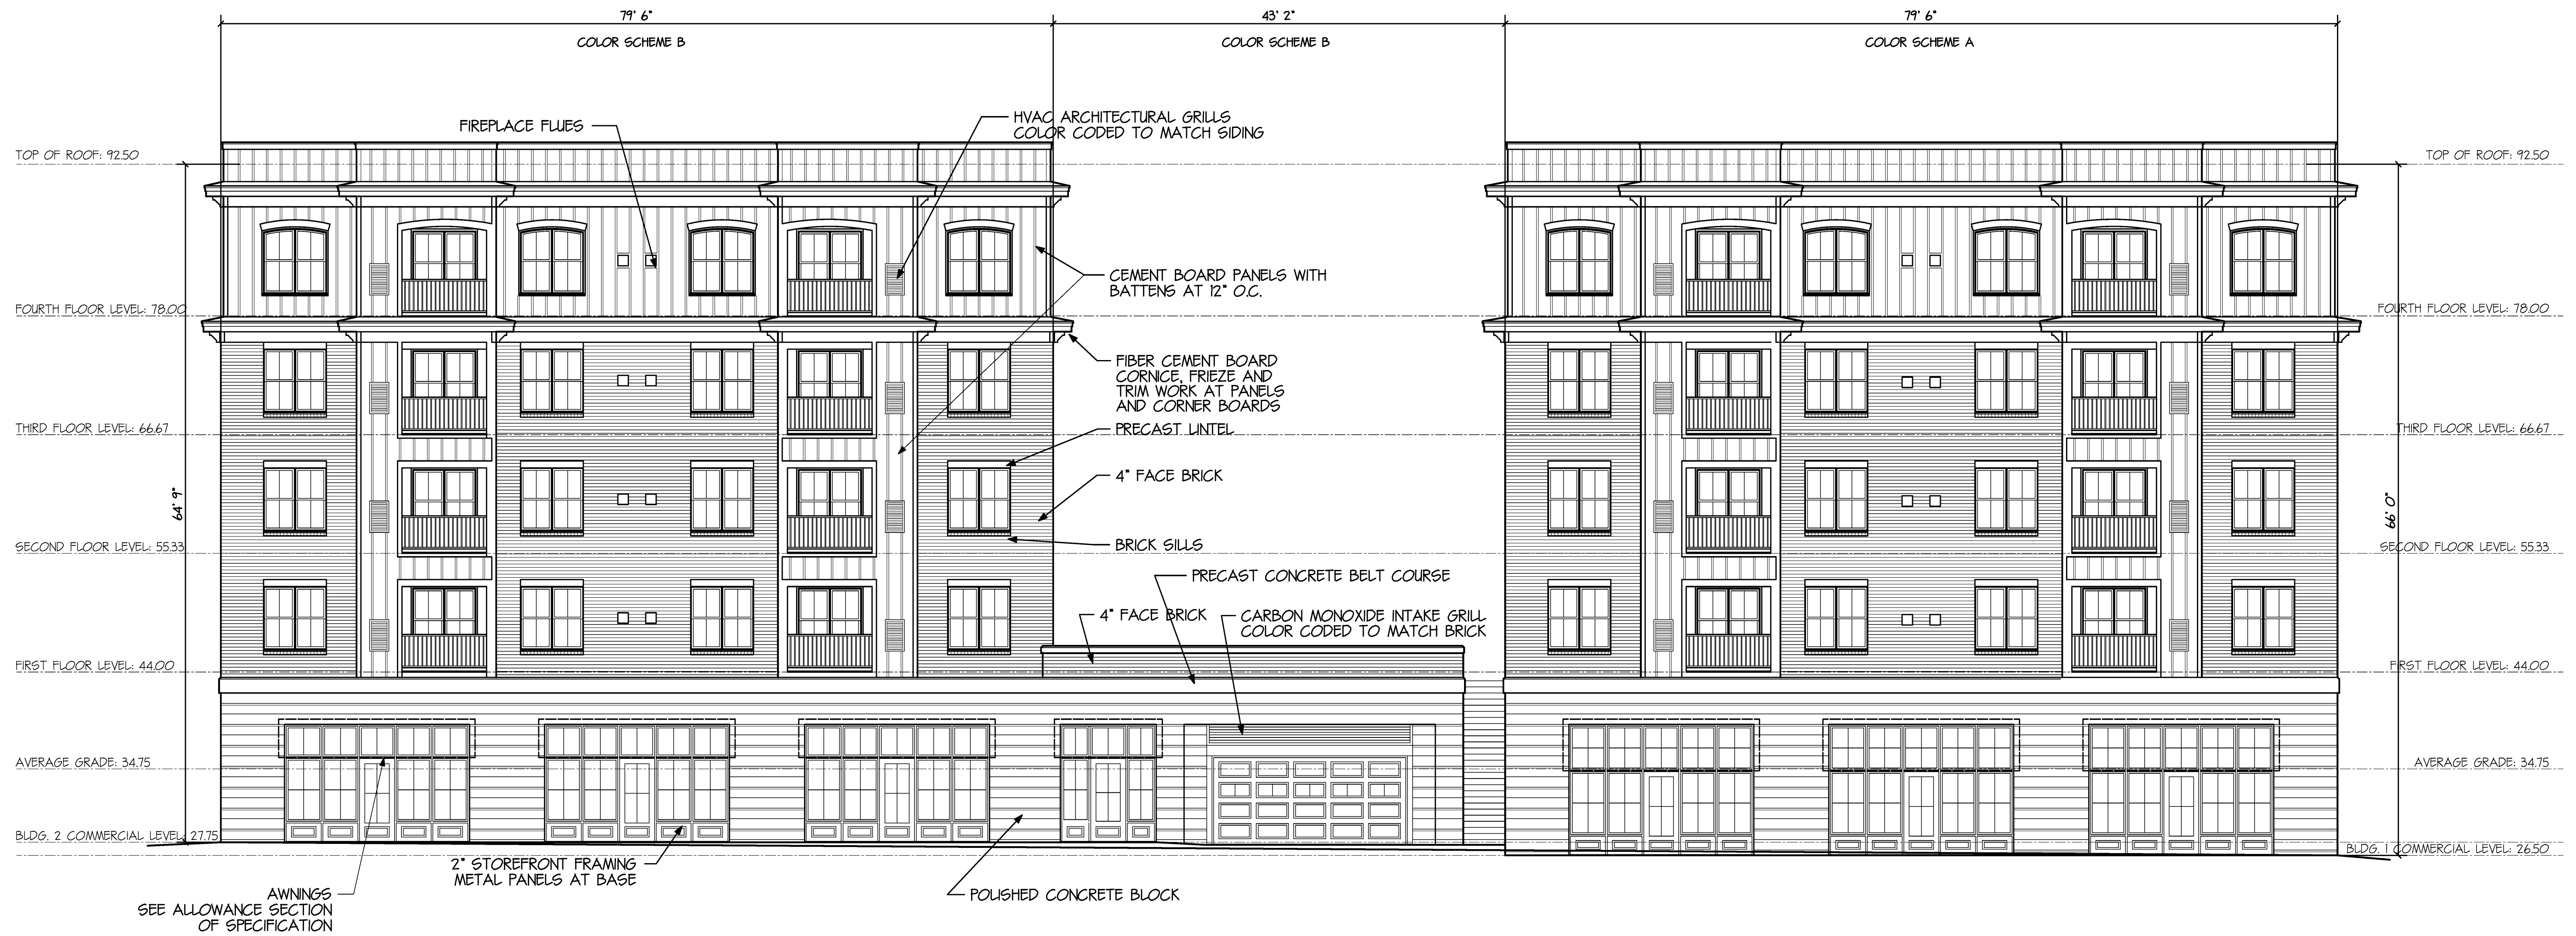 79' 6"
43' 2"
79' 6"
COLOR SCHEME B
COLOR SCHEME B
COLOR SCHEME A
FIREPLACE FLUES
HVAC ARCHITECTURAL GRILLS
COLOR CODED TO MATCH SIDING
TOP OF ROOF: 92.50
TOP OF ROOF: 92.50
CEMENT BOARD PANELS WITH
BATTENS AT 12" O.C.
FOURTH FLOOR LEVEL: 78.00
FOURTH FLOOR LEVEL: 78.00
FIBER CEMENT BOARD
CORNICE, FRIEZE AND
TRIM WORK AT PANELS
AND CORNER BOARDS
THIRD FLOOR LEVEL: 66.67
PRECAST LINTEL
THIRD FLOOR LEVEL: 66.67
4" FACE BRICK
64' 9"
66' 0"
SECOND FLOOR LEVEL: 55.33
BRICK SILLS
SECOND FLOOR LEVEL: 55.33
PRECAST CONCRETE BELT COURSE
4" FACE BRICK
CARBON MONOXIDE INTAKE GRILL
COLOR CODED TO MATCH BRICK
FIRST FLOOR LEVEL: 44.00
FIRST FLOOR LEVEL: 44.00
AVERAGE GRADE: 34.75
AVERAGE GRADE: 34.75
BLDG. 2 COMMERCIAL LEVEL: 27.75
BLDG. 1 COMMERCIAL LEVEL: 26.50
2" STOREFRONT FRAMING
METAL PANELS AT BASE
AWNINGS
SEE ALLOWANCE SECTION
OF SPECIFICATION
POLISHED CONCRETE BLOCK